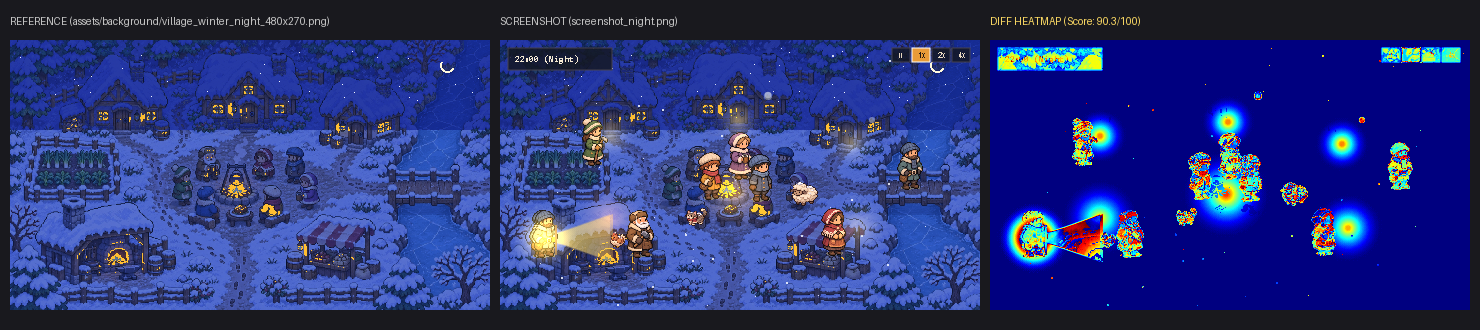 REFERENCE (assets/background/village_winter_night_480x270.png)
SCREENSHOT (screenshot_night.png)
DIFF HEATMAP (Score: 90.3/100)
22:00 (Night)
1x 2x 4x